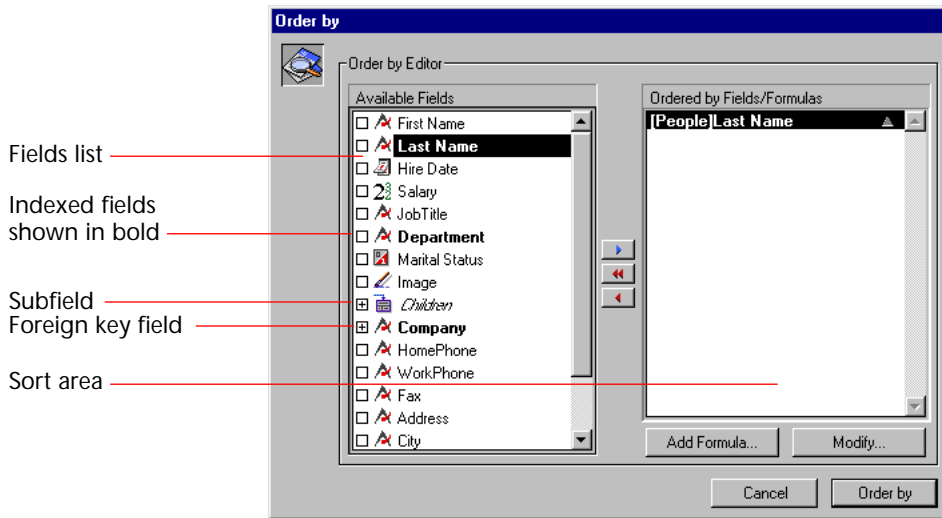 Order by
Order by Editor
Available Fields
First Name
Last Name
Hire Date
Salary
JobTitle
Department
Marital Status
Image
Children
Company
HomePhone
WorkPhone
Fax
Address
City
Ordered by Fields/Formulas
[People]Last Name
Add Formula...
Modify...
Cancel
Order by
Fields list
Indexed fields
shown in bold
Subfield
Foreign key field
Sort area